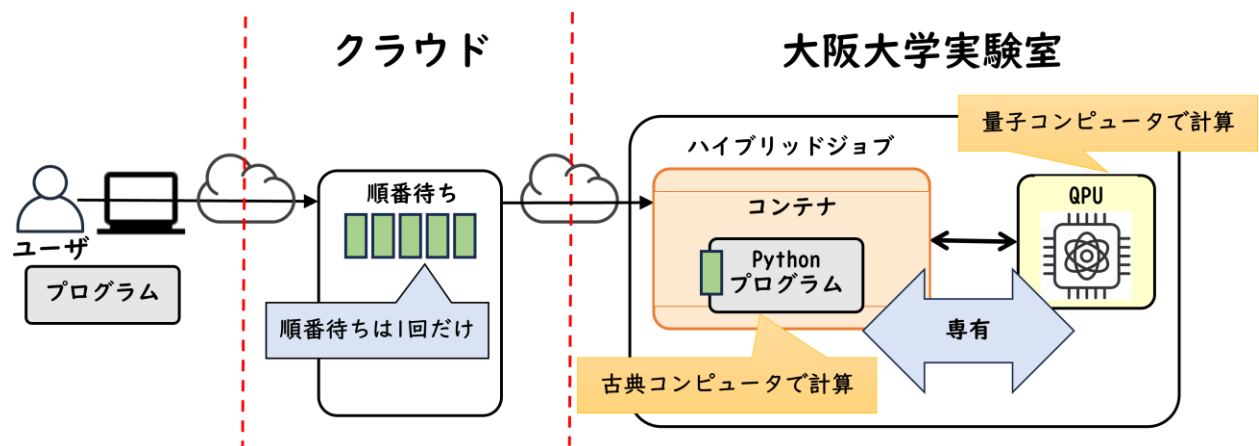 クラウド
大阪大学実験室
量子コンピュータで計算
ハイブリッドジョブ
順番待ち
コンテナ
QPU
ユーザ
Python
プログラム
プログラム
順番待ちは1回だけ
専有
古典コンピュータで計算